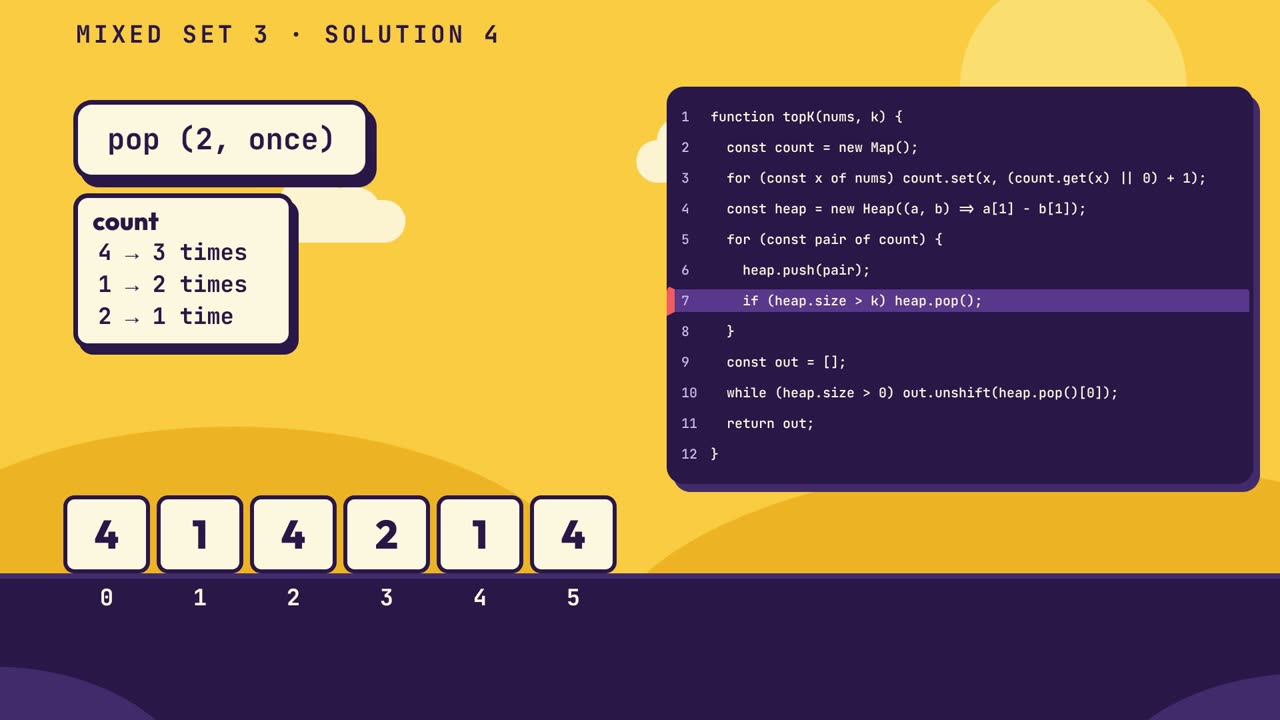 MIXED SET 3 · SOLUTION 4
pop (2, once)
count
4 → 3 times
1 → 2 times
2 → 1 time
1 function topK(nums, k) {
2   const count = new Map();
3   for (const x of nums) count.set(x, (count.get(x) || 0) + 1);
4   const heap = new Heap((a, b) => a[1] - b[1]);
5   for (const pair of count) {
6     heap.push(pair);
7     if (heap.size > k) heap.pop();
8   }
9   const out = [];
10   while (heap.size > 0) out.unshift(heap.pop()[0]);
11   return out;
12 }
4 1 4 2 1 4
0 1 2 3 4 5